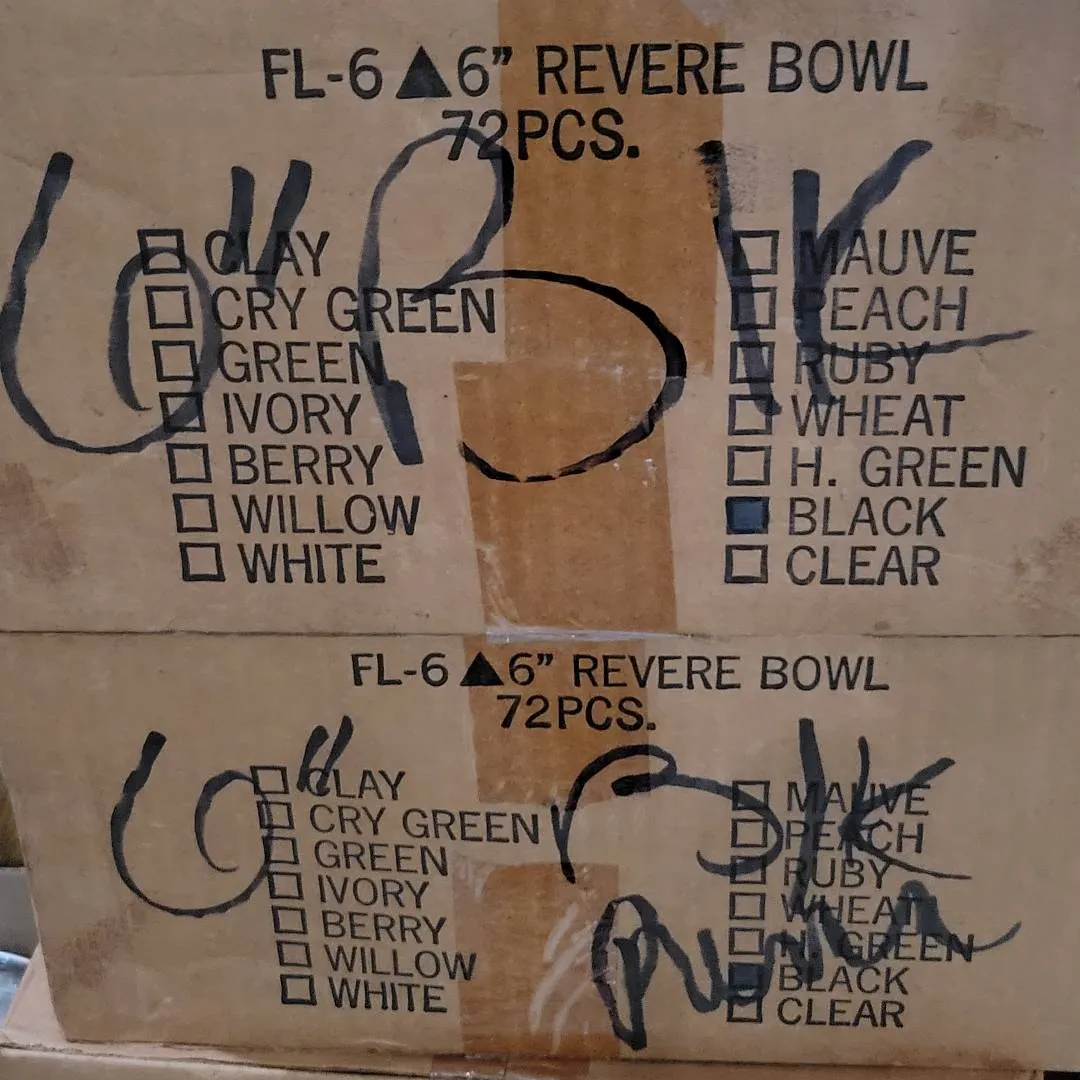 FL-6 ▲ 6” REVERE BOWL
72PCS.
6" BK
CLAY
CRY GREEN
GREEN
IVORY
BERRY
WILLOW
WHITE
MAUVE
PEACH
RUBY
WHEAT
H. GREEN
BLACK
CLEAR
FL-6 ▲ 6” REVERE BOWL
72PCS.
6" BK
CLAY
CRY GREEN
GREEN
IVORY
BERRY
WILLOW
WHITE
MAUVE
PEACH
RUBY
WHEAT
H. GREEN
BLACK
CLEAR